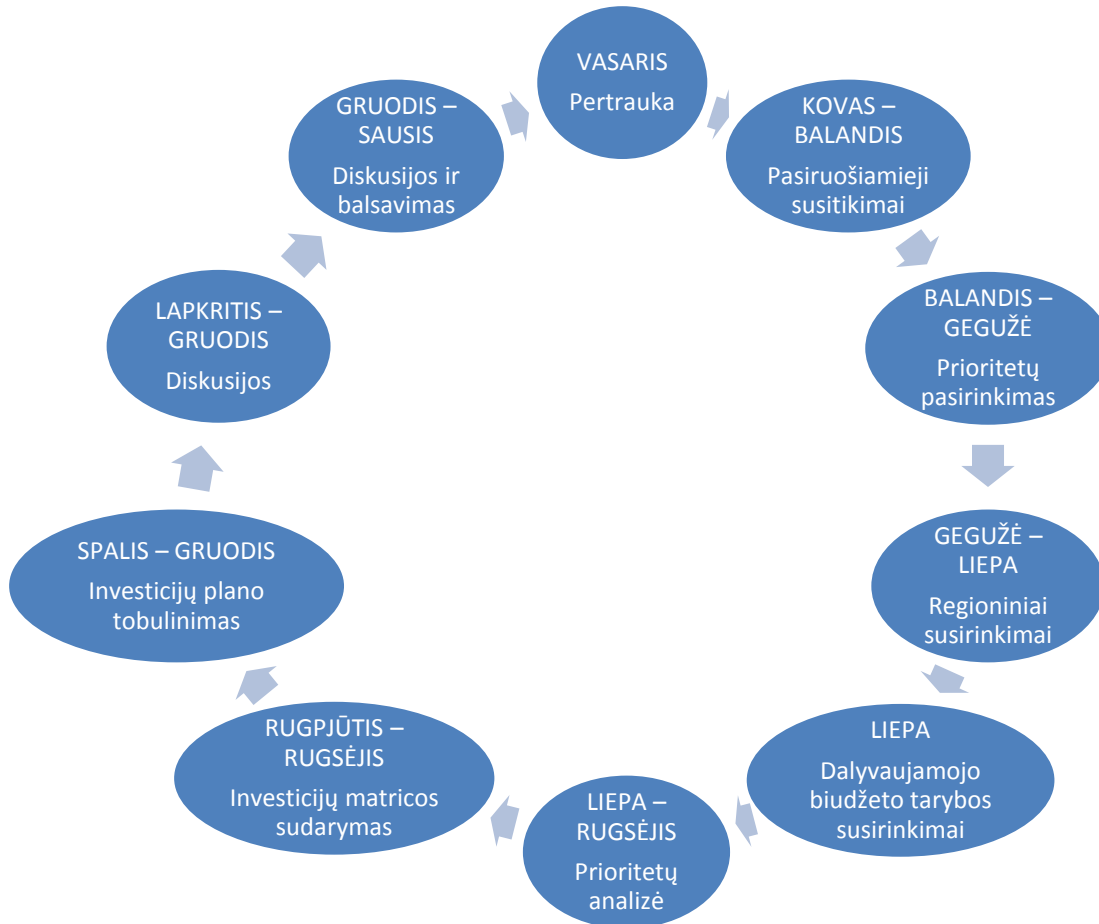 VASARIS
Pertrauka
KOVAS –
BALANDIS
Pasiruošiamieji
susitikimai
BALANDIS –
GEGUŽĖ
Prioritetų
pasirinkimas
GEGUŽĖ –
LIEPA
Regioniniai
susirinkimai
LIEPA
Dalyvaujamojo
biudžeto tarybos
susirinkimai
LIEPA –
RUGSĖJIS
Prioritetų
analizė
RUGPJŪTIS –
RUGSĖJIS
Investicijų matricos
sudarymas
SPALIS – GRUODIS
Investicijų plano
tobulinimas
LAPKRITIS –
GRUODIS
Diskusijos
GRUODIS –
SAUSIS
Diskusijos ir
balsavimas